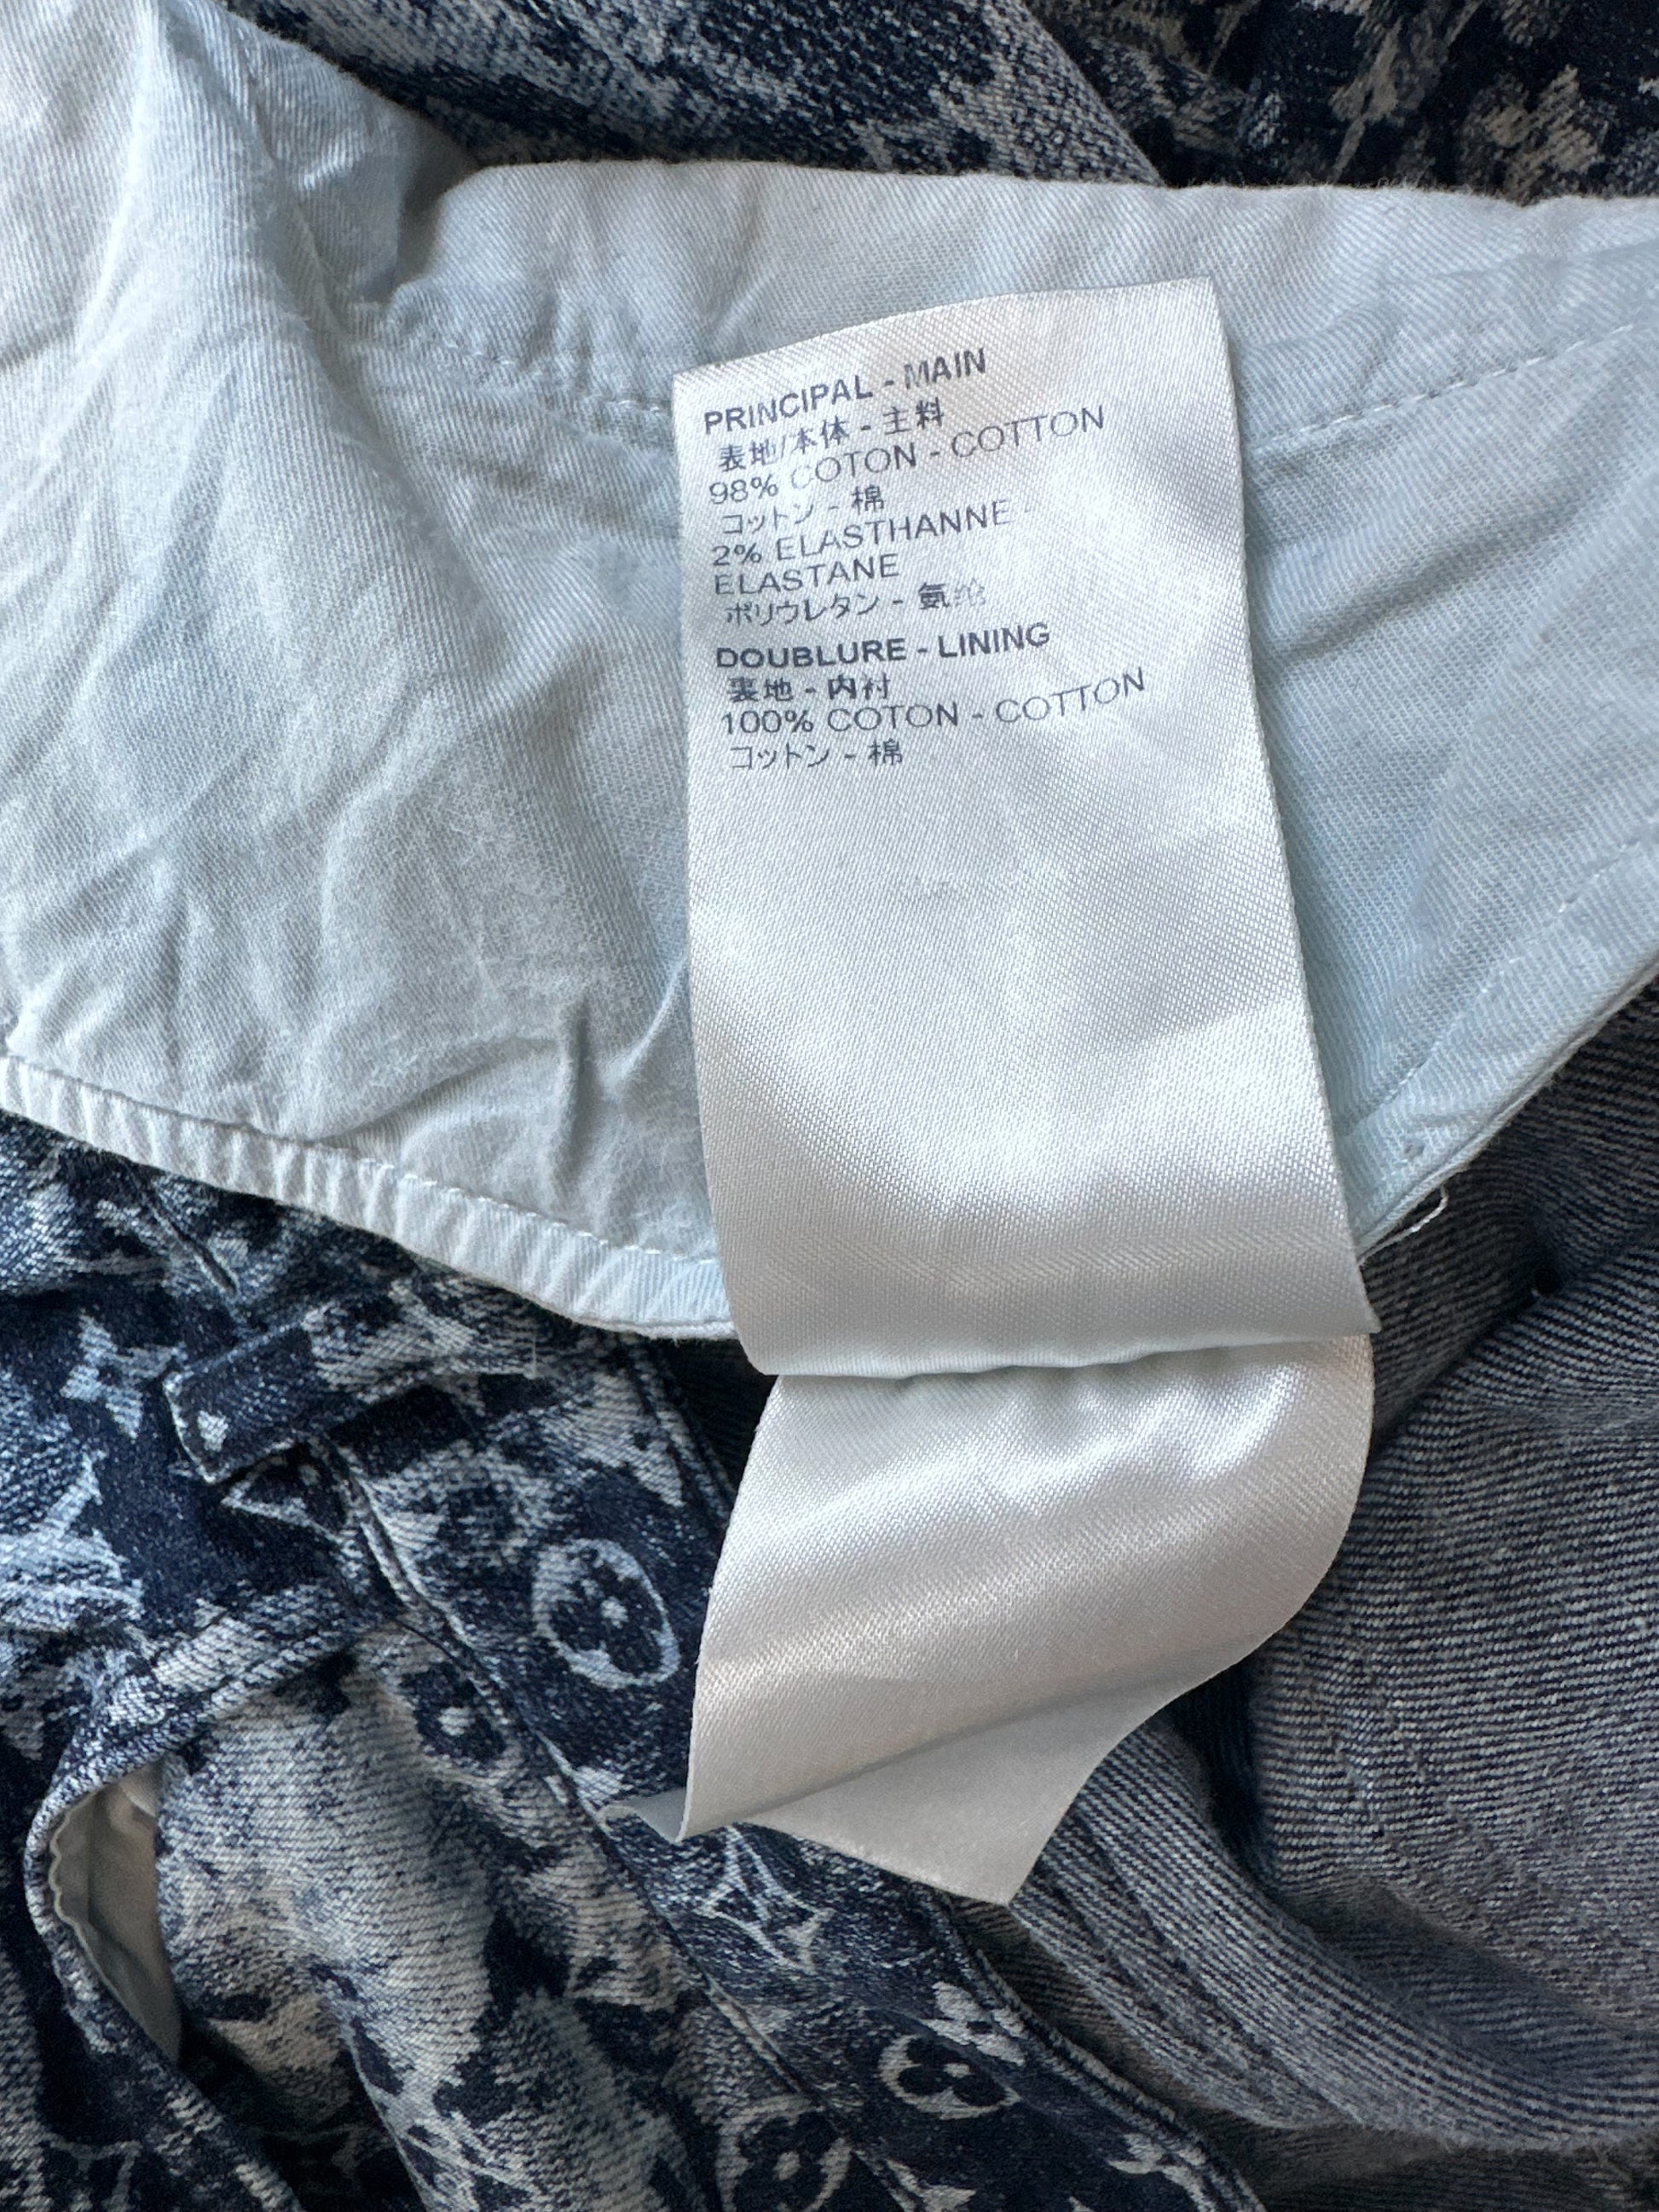 PRINCIPAL - MAIN
表地/本体 - 主料
98% COTON - COTTON
コットン - 棉
2% ELASTHANNE -
ELASTANE
ポリウレタン - 氨纶
DOUBLURE - LINING
裏地 - 内衬
100% COTON - COTTON
コットン - 棉